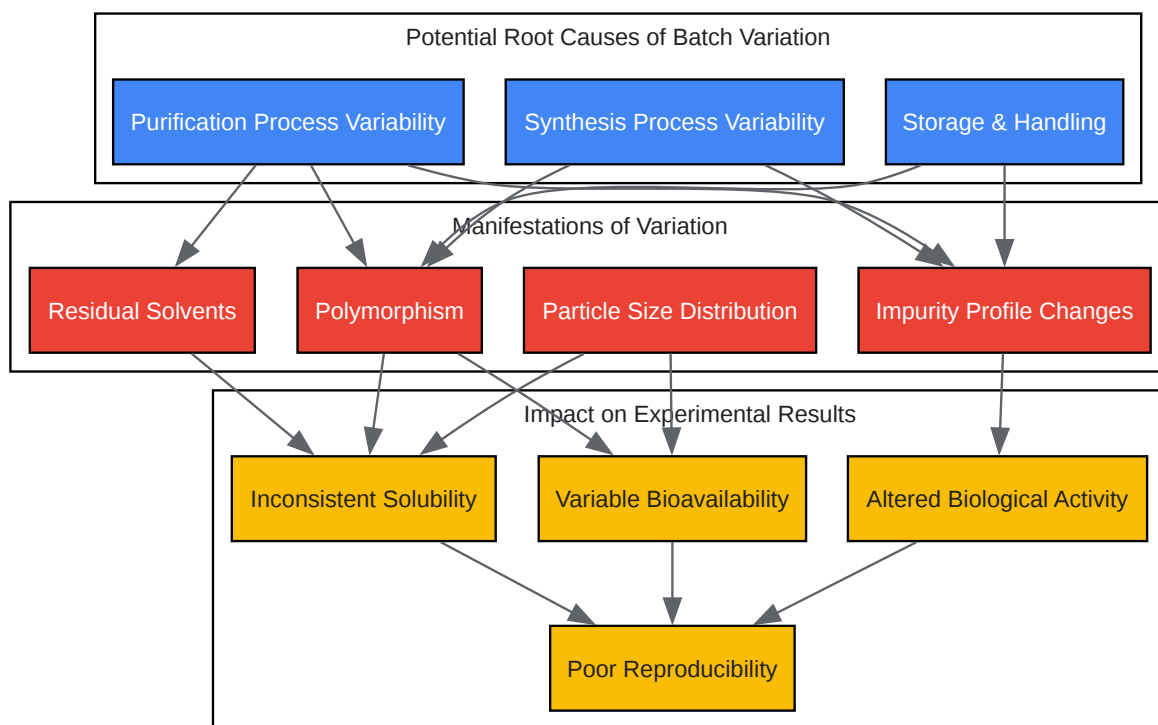 Potential Root Causes of Batch Variation
Purification Process Variability
Synthesis Process Variability
Storage & Handling
Manifestations of Variation
Residual Solvents
Polymorphism
Particle Size Distribution
Impurity Profile Changes
Impact on Experimental Results
Inconsistent Solubility
Variable Bioavailability
Altered Biological Activity
Poor Reproducibility